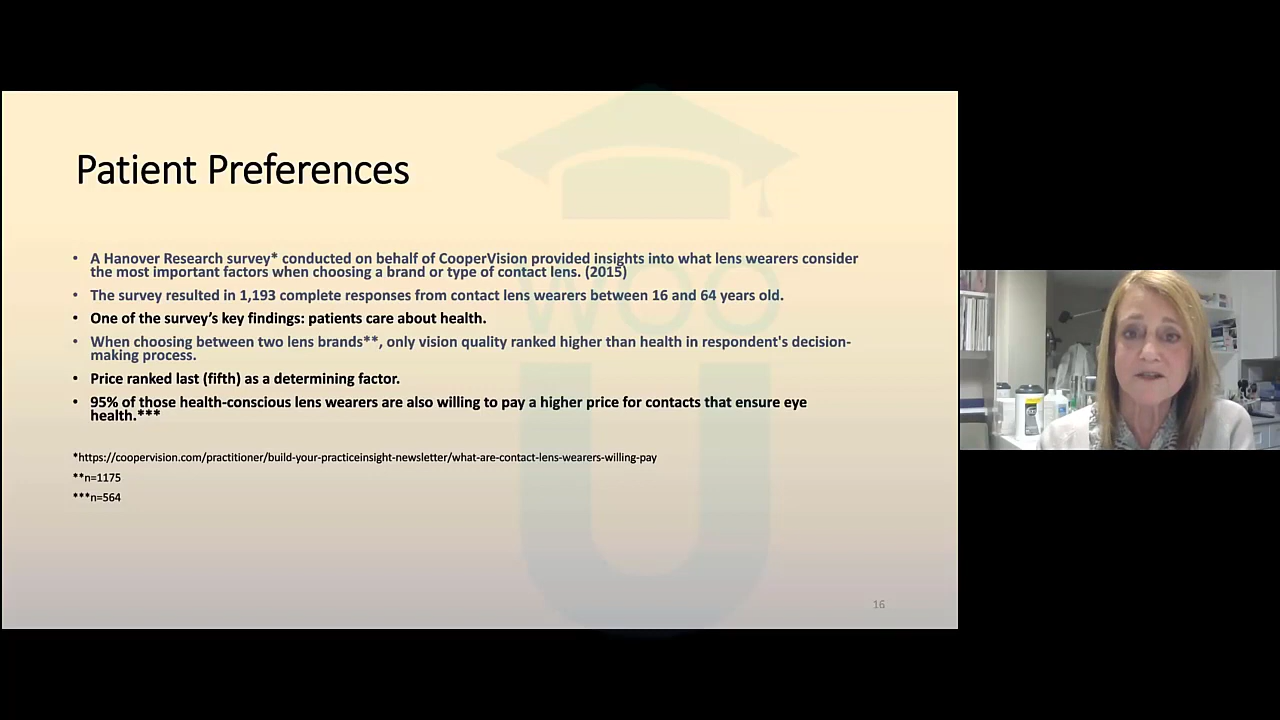 Patient Preferences
• A Hanover Research survey* conducted on behalf of CooperVision provided insights into what lens wearers consider
the most important factors when choosing a brand or type of contact lens. (2015)
• The survey resulted in 1,193 complete responses from contact lens wearers between 16 and 64 years old.
• One of the survey’s key findings: patients care about health.
• When choosing between two lens brands**, only vision quality ranked higher than health in respondent's decision-
making process.
• Price ranked last (fifth) as a determining factor.
• 95% of those health-conscious lens wearers are also willing to pay a higher price for contacts that ensure eye
health.***
*https://coopervision.com/practitioner/build-your-practiceinsight-newsletter/what-are-contact-lens-wearers-willing-pay
**n=1175
***n=564
WOO
U
16